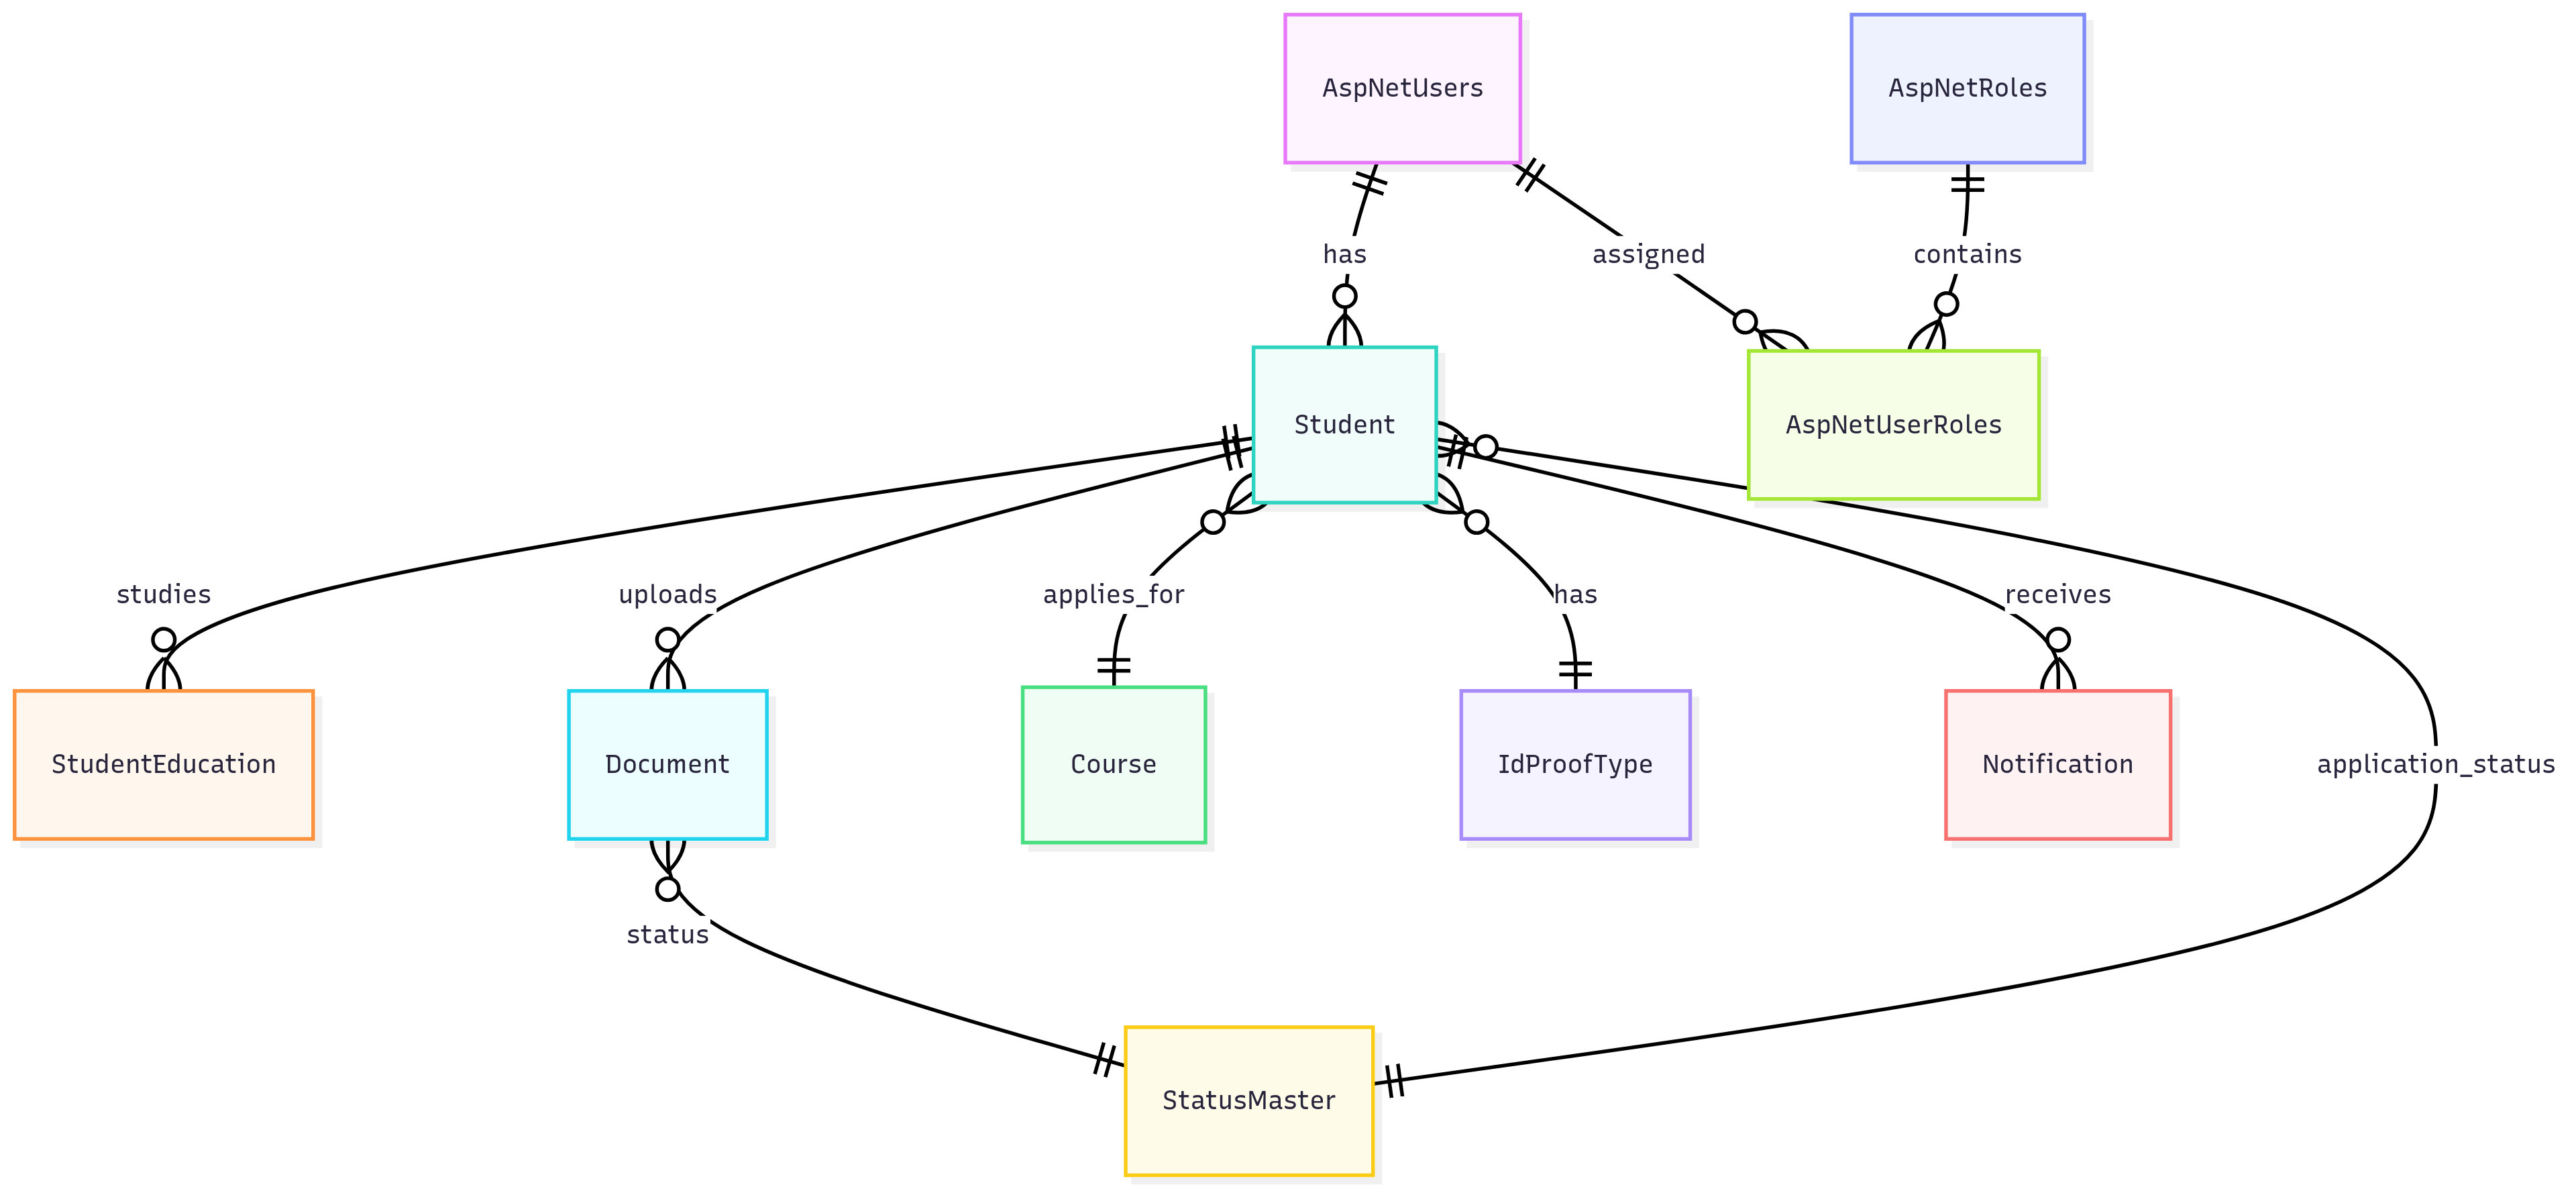 AspNetUsers
AspNetRoles
has
assigned
contains
Student
AspNetUserRoles
studies
uploads
applies_for
has
receives
StudentEducation
Document
Course
IdProofType
Notification
application_status
status
StatusMaster